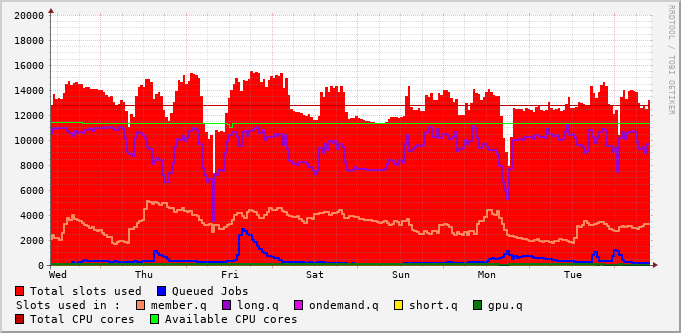 20000
18000
16000
14000
12000
10000
8000
6000
4000
2000
0
Wed Thu Fri Sat Sun Mon Tue
Total slots used Queued Jobs
Slots used in : member.q long.q ondemand.q short.q gpu.q
Total CPU cores Available CPU cores
RRDTOOL / TOBI OETIKER